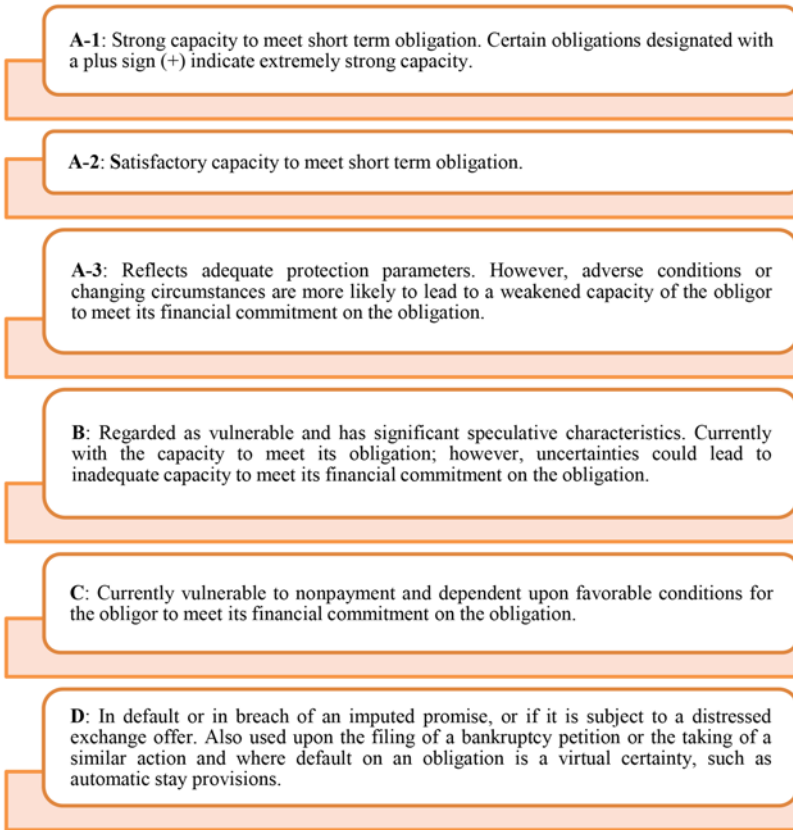 A-1: Strong capacity to meet short term obligation. Certain obligations designated with
a plus sign (+) indicate extremely strong capacity.
A-2: Satisfactory capacity to meet short term obligation.
A-3: Reflects adequate protection parameters. However, adverse conditions or
changing circumstances are more likely to lead to a weakened capacity of the obligor
to meet its financial commitment on the obligation.
B: Regarded as vulnerable and has significant speculative characteristics. Currently
with the capacity to meet its obligation; however, uncertainties could lead to
inadequate capacity to meet its financial commitment on the obligation.
C: Currently vulnerable to nonpayment and dependent upon favorable conditions for
the obligor to meet its financial commitment on the obligation.
D: In default or in breach of an imputed promise, or if it is subject to a distressed
exchange offer. Also used upon the filing of a bankruptcy petition or the taking of a
similar action and where default on an obligation is a virtual certainty, such as
automatic stay provisions.